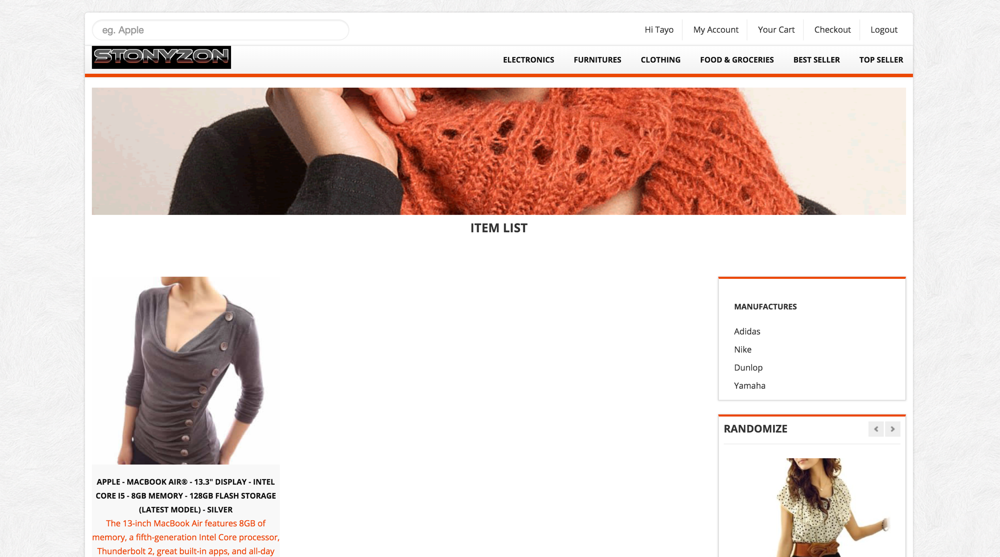 eg. Apple
Hi Tayo
My Account
Your Cart
Checkout
Logout
STONYZON
ELECTRONICS
FURNITURES
CLOTHING
FOOD & GROCERIES
BEST SELLER
TOP SELLER
ITEM LIST
APPLE - MACBOOK AIR® - 13.3" DISPLAY - INTEL
CORE I5 - 8GB MEMORY - 128GB FLASH STORAGE
(LATEST MODEL) - SILVER
The 13-inch MacBook Air features 8GB of
memory, a fifth-generation Intel Core processor,
Thunderbolt 2, great built-in apps, and all-day
MANUFACTURES
Adidas
Nike
Dunlop
Yamaha
RANDOMIZE